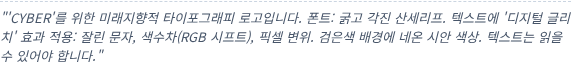 "'CYBER'를 위한 미래지향적 타이포그래피 로고입니다. 폰트: 굵고 각진 산세리프. 텍스트에 '디지털 글리
치' 효과 적용: 잘린 문자, 색수차(RGB 시프트), 픽셀 변위. 검은색 배경에 네온 시안 색상. 텍스트는 읽을
수 있어야 합니다."